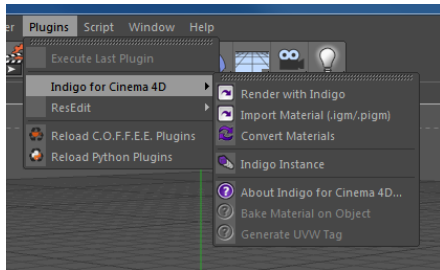 er Plugins Script Window Help
Execute Last Plugin
Indigo for Cinema 4D
ResEdit
Reload C.O.F.F.E.E. Plugins
Reload Python Plugins
Render with Indigo
Import Material (.igm/.pigm)
Convert Materials
Indigo Instance
About Indigo for Cinema 4D...
Bake Material on Object
Generate UVW Tag